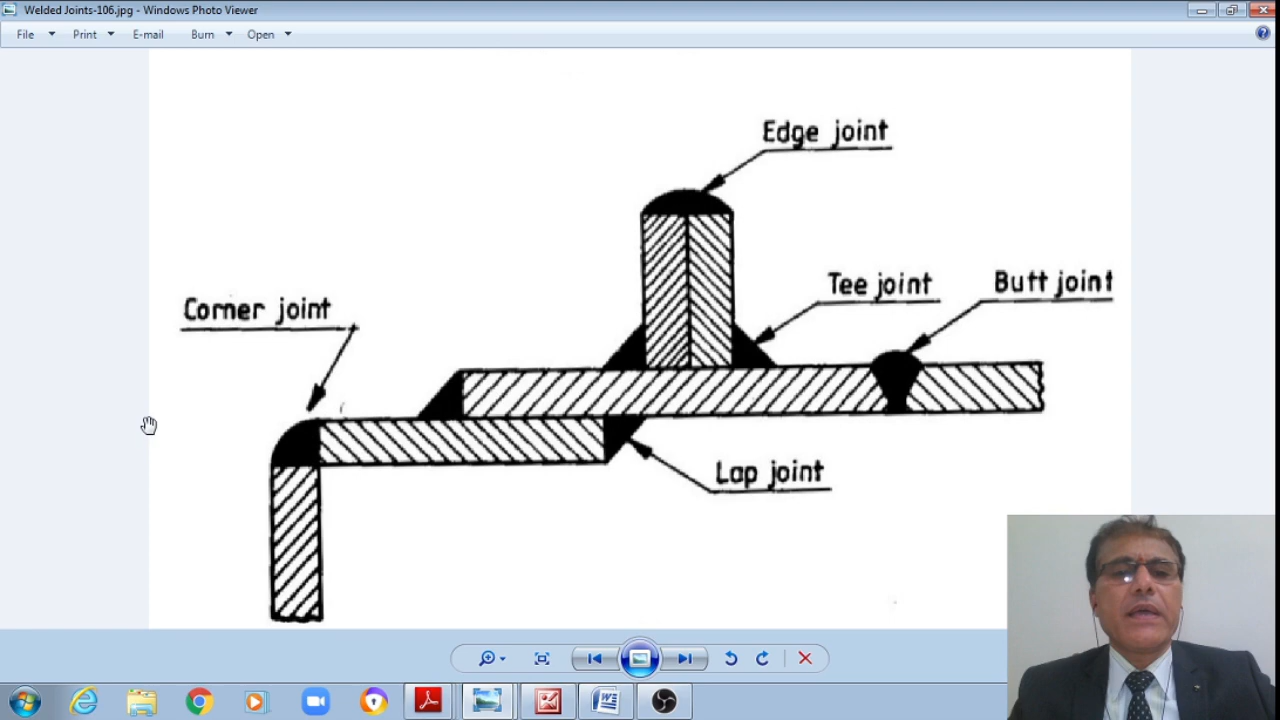 Welded Joints-106.jpg - Windows Photo Viewer
File Print E-mail Burn Open
Edge joint
Tee joint
Butt joint
Corner joint
Lap joint